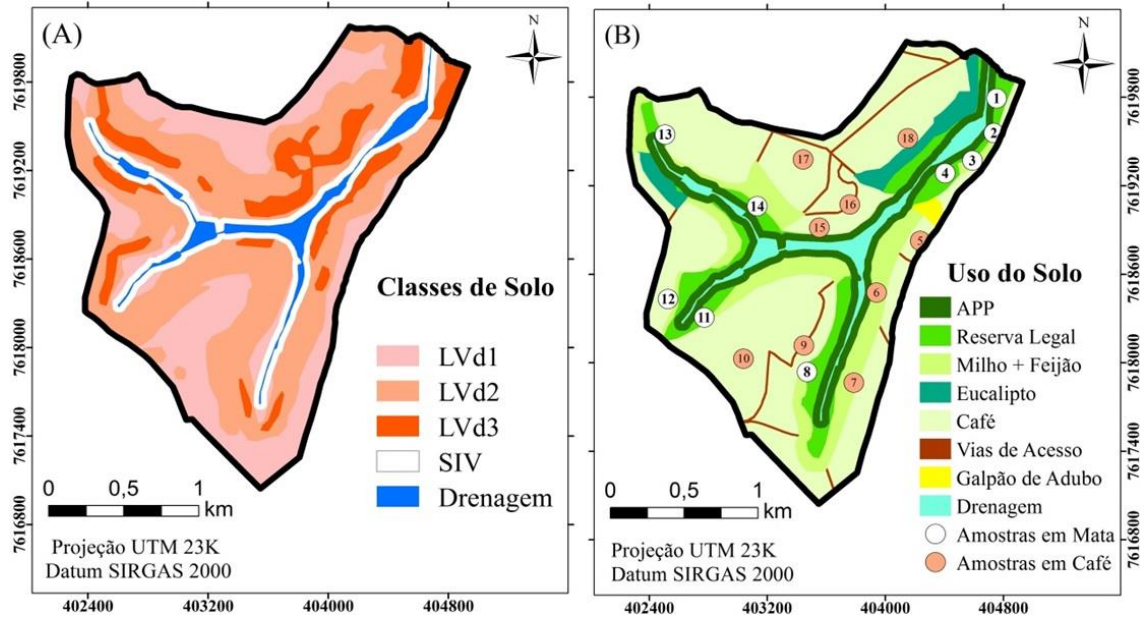 (A)
N
7619800
7619200
7618600
7618000
7617400
7616800
Classes de Solo
LVd1
LVd2
LVd3
SIV
Drenagem
0 0,5 1
km
Projeção UTM 23K
Datum SIRGAS 2000
402400 403200 404000 404800
(B)
N
1
2
3
4
5
6
7
8
9
10
11
12
13
14
15
16
17
18
Uso do Solo
APP
Reserva Legal
Milho + Feijão
Eucalipto
Café
Vias de Acesso
Galpão de Adubo
Drenagem
Amostras em Mata
Amostras em Café
0 0,5 1
km
Projeção UTM 23K
Datum SIRGAS 2000
402400 403200 404000 404800
7619800
7619200
7618600
7618000
7617400
7616800